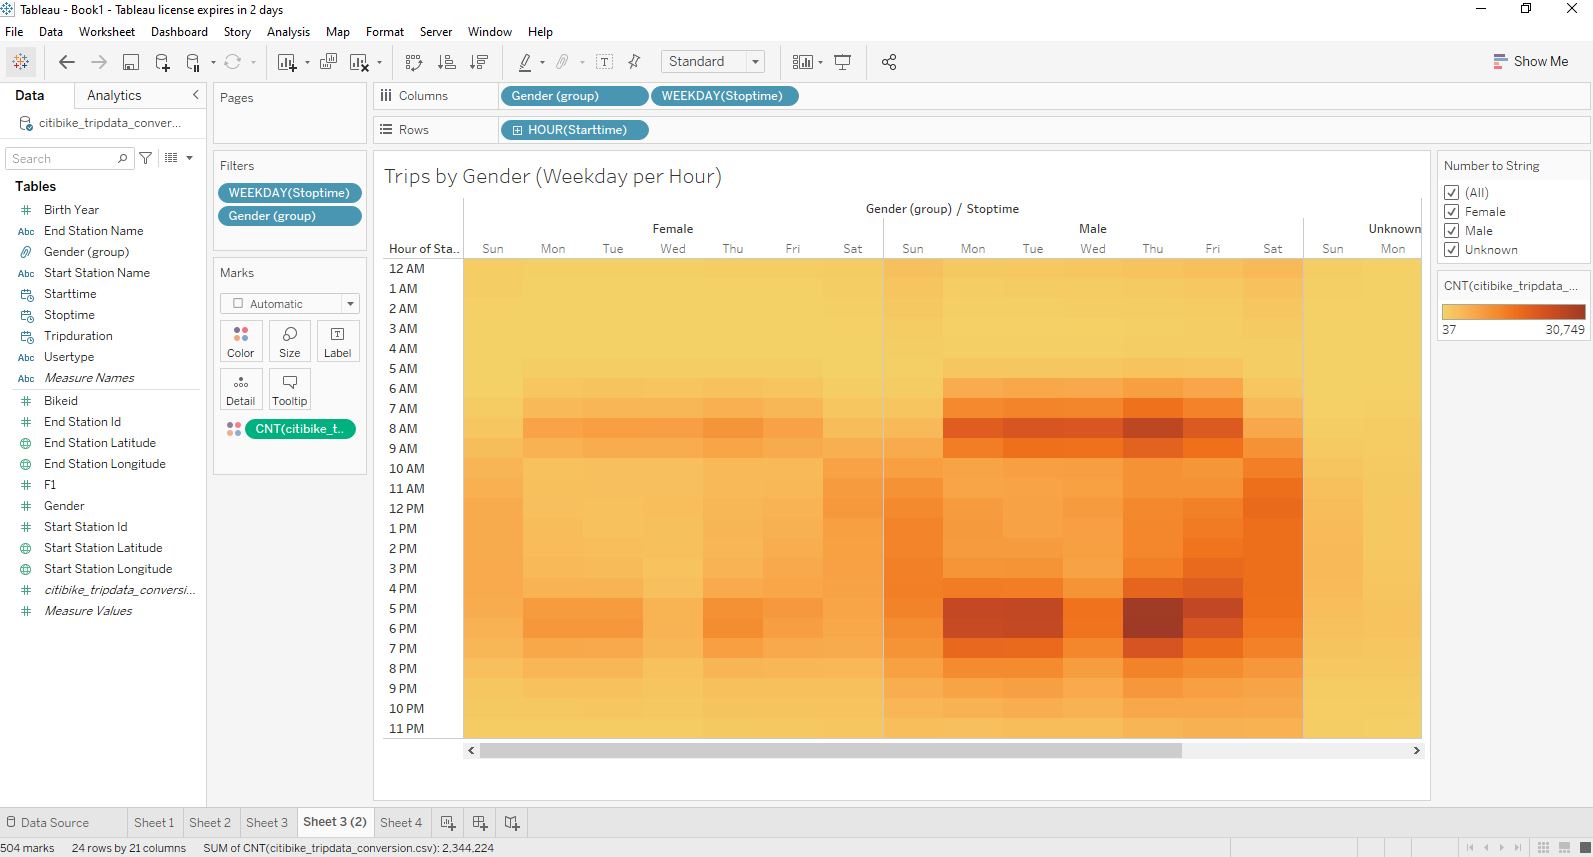 Tableau - Book1 - Tableau license expires in 2 days
File Data Worksheet Dashboard Story Analysis Map Format Server Window Help
Standard
Show Me
Data Analytics
citibike_tripdata_conver...
Search
Tables
Birth Year
Abc End Station Name
Gender (group)
Abc Start Station Name
Starttime
Stoptime
Tripduration
Abc Usertype
Abc Measure Names
Bikeid
End Station Id
End Station Latitude
End Station Longitude
F1
Gender
Start Station Id
Start Station Latitude
Start Station Longitude
citibike_tripdata_conversi...
Measure Values
Pages
Filters
WEEKDAY(Stoptime)
Gender (group)
Marks
Automatic
Color Size Label
Detail Tooltip
CNT(citibike_t..
Columns Gender (group) WEEKDAY(Stoptime)
Rows HOUR(Starttime)
Trips by Gender (Weekday per Hour)
Gender (group) / Stoptime
Female Male Unknown
Hour of Sta.. Sun Mon Tue Wed Thu Fri Sat Sun Mon Tue Wed Thu Fri Sat Sun Mon
12 AM
1 AM
2 AM
3 AM
4 AM
5 AM
6 AM
7 AM
8 AM
9 AM
10 AM
11 AM
12 PM
1 PM
2 PM
3 PM
4 PM
5 PM
6 PM
7 PM
8 PM
9 PM
10 PM
11 PM
Number to String
(All)
Female
Male
Unknown
CNT(citibike_tripdata_...
37 30,749
Data Source Sheet 1 Sheet 2 Sheet 3 Sheet 3 (2) Sheet 4
504 marks 24 rows by 21 columns SUM of CNT(citibike_tripdata_conversion.csv): 2,344,224